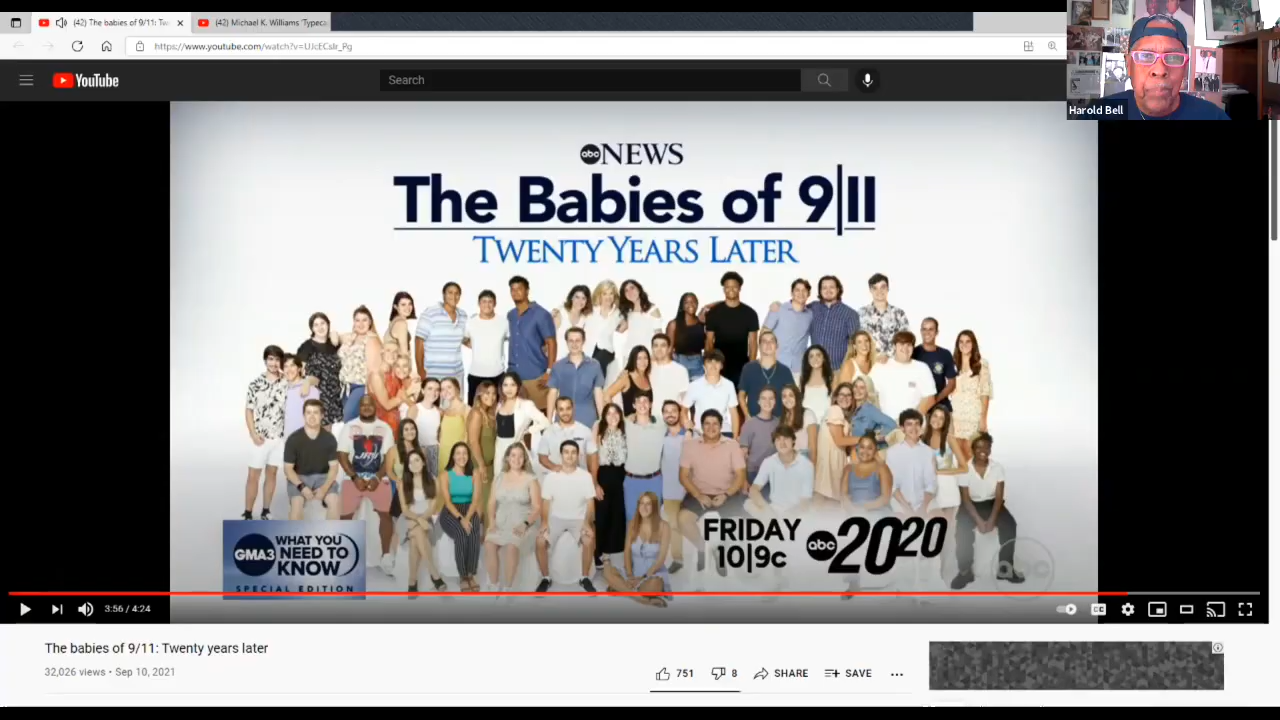 (42) The babies of 9/11: Tw
(42) Michael K. Williams 'Typeca
https://www.youtube.com/watch?v=UJcECslr_Pg
Harold Bell
YouTube
Search
abc NEWS
The Babies of 9|11
TWENTY YEARS LATER
FRIDAY
10|9c
abc 2020
GMA3
WHAT YOU
NEED TO
KNOW
SPECIAL EDITION
abc
3:56 / 4:24
CC
The babies of 9/11: Twenty years later
32,026 views • Sep 10, 2021
751
8
SHARE
SAVE